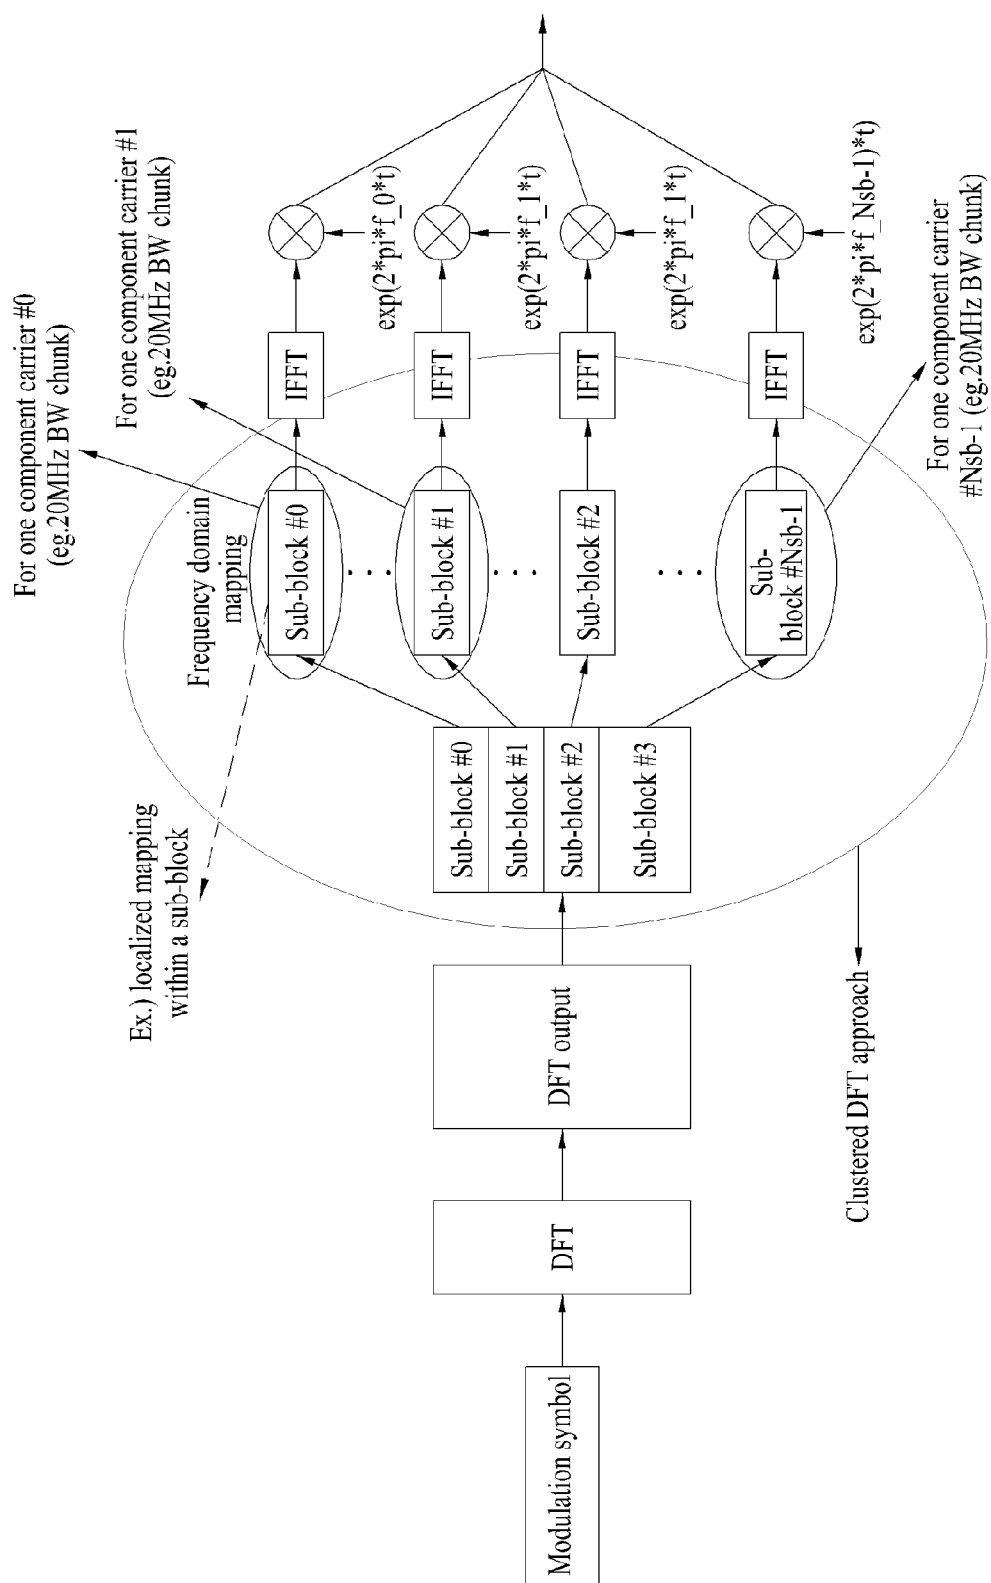 Modulation symbol
DFT
DFT output
Sub-block #0
Sub-block #1
Sub-block #2
Sub-block #3
Clustered DFT approach
Ex.) localized mapping
within a sub-block
Frequency domain
mapping
Sub-block #0
Sub-block #1
Sub-block #2
Sub-
block #Nsb-1
. . .
. . .
. . .
IFFT
IFFT
IFFT
IFFT
For one component carrier #0
(eg.20MHz BW chunk)
For one component carrier #1
(eg.20MHz BW chunk)
For one component carrier
#Nsb-1 (eg.20MHz BW chunk)
exp(2*pi*f_0*t)
exp(2*pi*f_1*t)
exp(2*pi*f_1*t)
exp(2*pi*f_Nsb-1)*t)